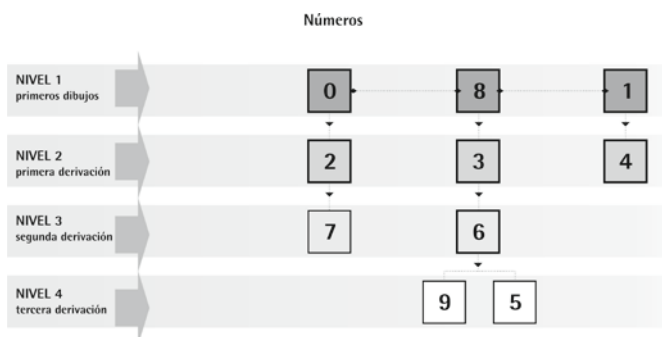 Números
NIVEL 1
primeros dibujos
0 8 1
NIVEL 2
primera derivación
2 3 4
NIVEL 3
segunda derivación
7 6
NIVEL 4
tercera derivación
9 5